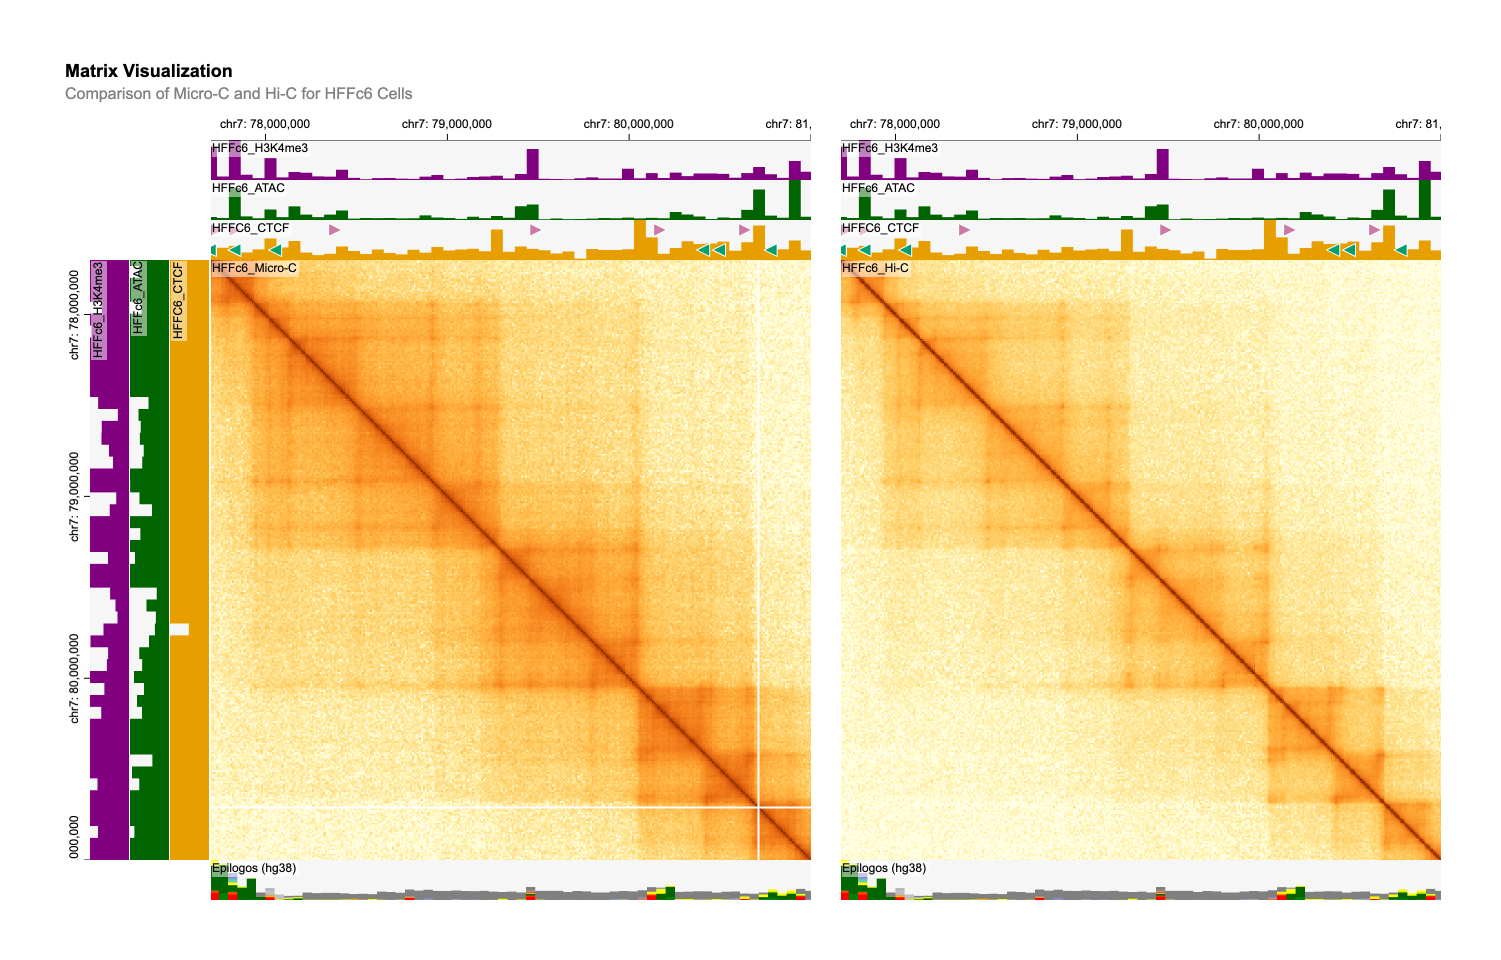 Matrix Visualization
Comparison of Micro-C and Hi-C for HFFc6 Cells
chr7: 78,000,000
chr7: 79,000,000
chr7: 80,000,000
chr7: 81,
chr7: 78,000,000
chr7: 79,000,000
chr7: 80,000,000
chr7: 81,
HFFc6_H3K4me3
HFFc6_H3K4me3
HFFc6_ATAC
HFFc6_ATAC
HFFC6_CTCF
HFFC6_CTCF
HFFc6_Micro-C
HFFc6_Hi-C
HFFc6_H3K4me3
HFFc6_ATAC
HFFC6_CTCF
chr7: 78,000,000
chr7: 79,000,000
chr7: 80,000,000
000,000
Epilogos (hg38)
Epilogos (hg38)